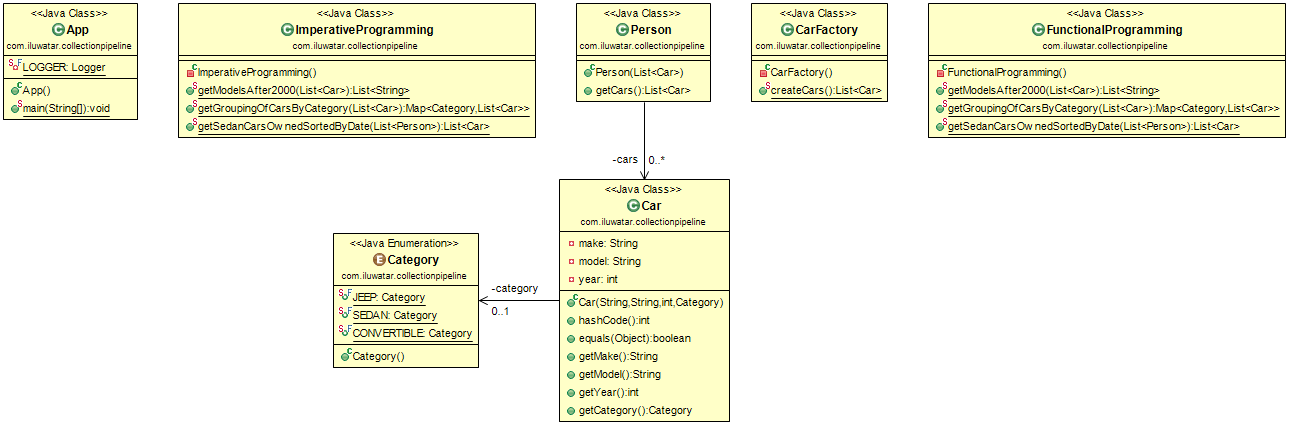 <<Java Class>>
App
com.iluwatar.collectionpipeline
LOGGER: Logger
App()
main(String[]):void
<<Java Class>>
ImperativeProgramming
com.iluwatar.collectionpipeline
ImperativeProgramming()
getModelsAfter2000(List<Car>):List<String>
getGroupingOfCarsByCategory(List<Car>):Map<Category,List<Car>>
getSedanCarsOwnedSortedByDate(List<Person>):List<Car>
<<Java Class>>
Person
com.iluwatar.collectionpipeline
Person(List<Car>)
getCars():List<Car>
<<Java Class>>
CarFactory
com.iluwatar.collectionpipeline
CarFactory()
createCars():List<Car>
<<Java Class>>
FunctionalProgramming
com.iluwatar.collectionpipeline
FunctionalProgramming()
getModelsAfter2000(List<Car>):List<String>
getGroupingOfCarsByCategory(List<Car>):Map<Category,List<Car>>
getSedanCarsOwnedSortedByDate(List<Person>):List<Car>
-cars 0..*
<<Java Class>>
Car
com.iluwatar.collectionpipeline
make: String
model: String
year: int
Car(String,String,int,Category)
hashCode():int
equals(Object):boolean
getMake():String
getModel():String
getYear():int
getCategory():Category
-category
0..1
<<Java Enumeration>>
Category
com.iluwatar.collectionpipeline
JEEP: Category
SEDAN: Category
CONVERTIBLE: Category
Category()